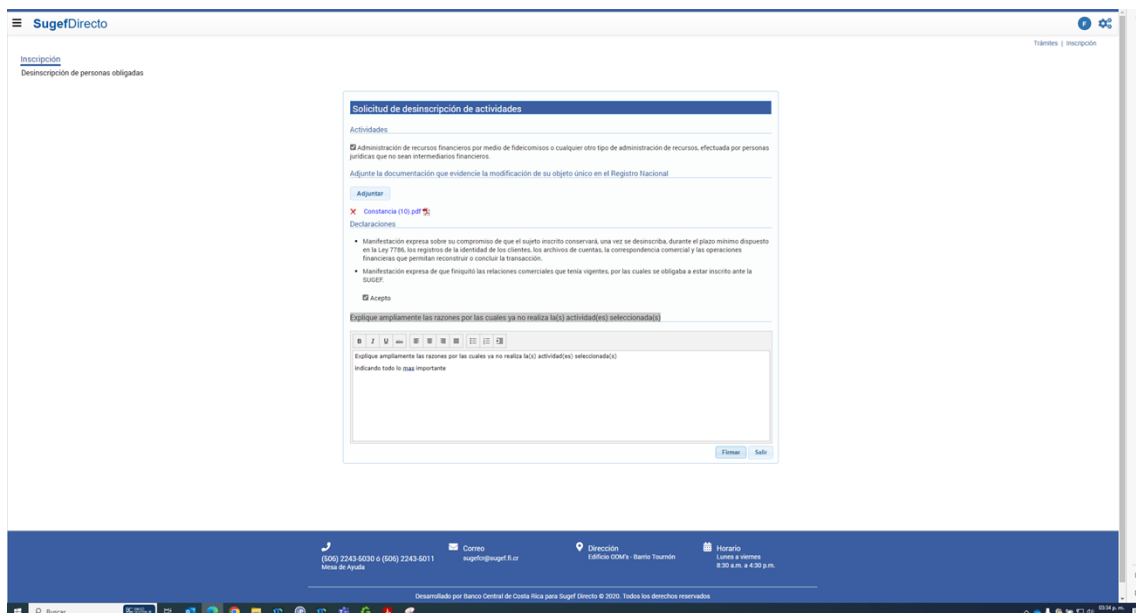 SugefDirecto
F
Trámites | Inscripción
Inscripción
Desinscripción de personas obligadas
Solicitud de desinscripción de actividades
Actividades
Administración de recursos financieros por medio de fideicomisos o cualquier otro tipo de administración de recursos, efectuada por personas
jurídicas que no sean intermediarios financieros.
Adjunte la documentación que evidencie la modificación de su objeto único en el Registro Nacional
Adjuntar
Constancia (10).pdf
Declaraciones
• Manifestación expresa sobre su compromiso de que el sujeto inscrito conservará, una vez se desinscriba, durante el plazo mínimo dispuesto
en la Ley 7786, los registros de la identidad de los clientes, los archivos de cuentas, la correspondencia comercial y las operaciones
financieras que permitan reconstruir o concluir la transacción.
• Manifestación expresa de que finiquitó las relaciones comerciales que tenía vigentes, por las cuales se obligaba a estar inscrito ante la
SUGEF.
Acepto
Explique ampliamente las razones por las cuales ya no realiza la(s) actividad(es) seleccionada(s)
B I U abc
Explique ampliamente las razones por las cuales ya no realiza la(s) actividad(es) seleccionada(s)
indicando todo lo mas importante
Firmar Salir
(506) 2243-5030 ó (506) 2243-5011
Mesa de Ayuda
Correo
sugefcr@sugef.fi.cr
Dirección
Edificio OOM's - Barrio Tournón
Horario
Lunes a viernes
8:30 a.m. a 4:30 p.m.
Desarrollado por Banco Central de Costa Rica para Sugef Directo © 2020. Todos los derechos reservados
Buscar
03:34 p. m.